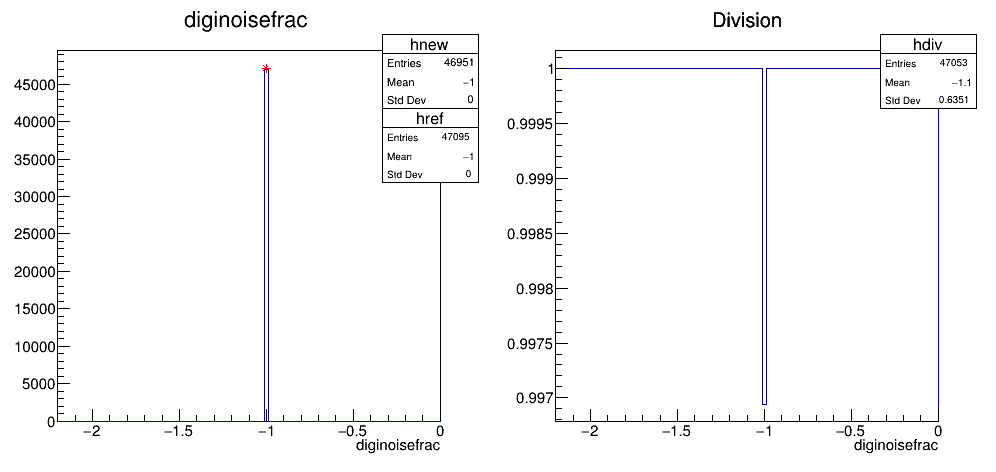 diginoisefrac
hnew
Entries 46951
Mean −1
Std Dev 0
href
Entries 47095
Mean −1
Std Dev 0
45000
40000
35000
30000
25000
20000
15000
10000
5000
0
−2 −1.5 −1 −0.5 0
diginoisefrac
Division
hdiv
Entries 47053
Mean −1.1
Std Dev 0.6351
1
0.9995
0.999
0.9985
0.998
0.9975
0.997
−2 −1.5 −1 −0.5 0
diginoisefrac